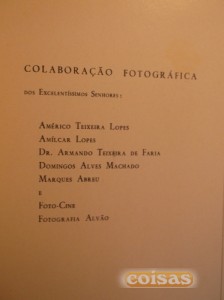 COLABORAÇÃO FOTOGRÁFICA
DOS EXCELENTÍSSIMOS SENHORES:
AMÉRICO TEIXEIRA LOPES
AMÍLCAR LOPES
DR. ARMANDO TEIXEIRA DE FARIA
DOMINGOS ALVES MACHADO
MARQUES ABREU
E
FOTO-CINE
FOTOGRAFIA ALVÃO
coisas